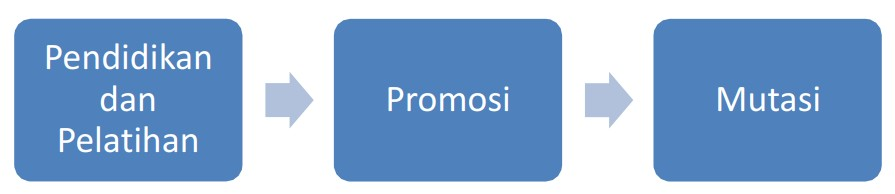 Pendidikan
dan
Pelatihan
Promosi
Mutasi